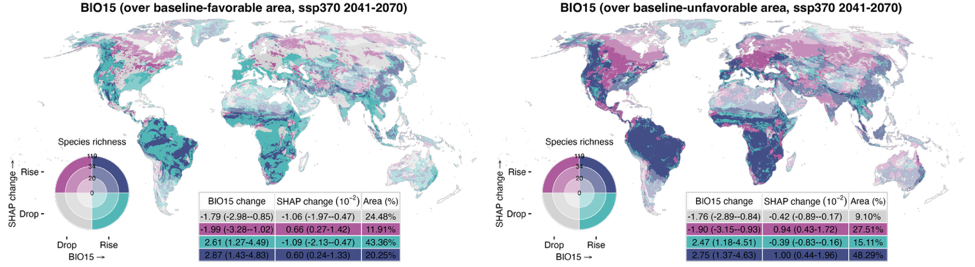 BIO15 (over baseline-favorable area, ssp370 2041-2070)
Species richness
119
34
20
0
SHAP change →
Rise
Drop
Drop
Rise
BIO15 →
BIO15 change SHAP change (10⁻²) Area (%)
-1.79 (-2.98--0.85) -1.06 (-1.97--0.47) 24.48%
-1.99 (-3.28--1.02) 0.66 (0.27-1.42) 11.91%
2.61 (1.27-4.49) -1.09 (-2.13--0.47) 43.36%
2.87 (1.43-4.83) 0.60 (0.24-1.33) 20.25%
BIO15 (over baseline-unfavorable area, ssp370 2041-2070)
Species richness
119
34
20
0
SHAP change →
Rise
Drop
Drop
Rise
BIO15 →
BIO15 change SHAP change (10⁻²) Area (%)
-1.76 (-2.89--0.84) -0.42 (-0.89--0.17) 9.10%
-1.90 (-3.15--0.93) 0.94 (0.43-1.72) 27.51%
2.47 (1.18-4.51) -0.39 (-0.83--0.16) 15.11%
2.75 (1.37-4.63) 1.00 (0.44-1.96) 48.29%